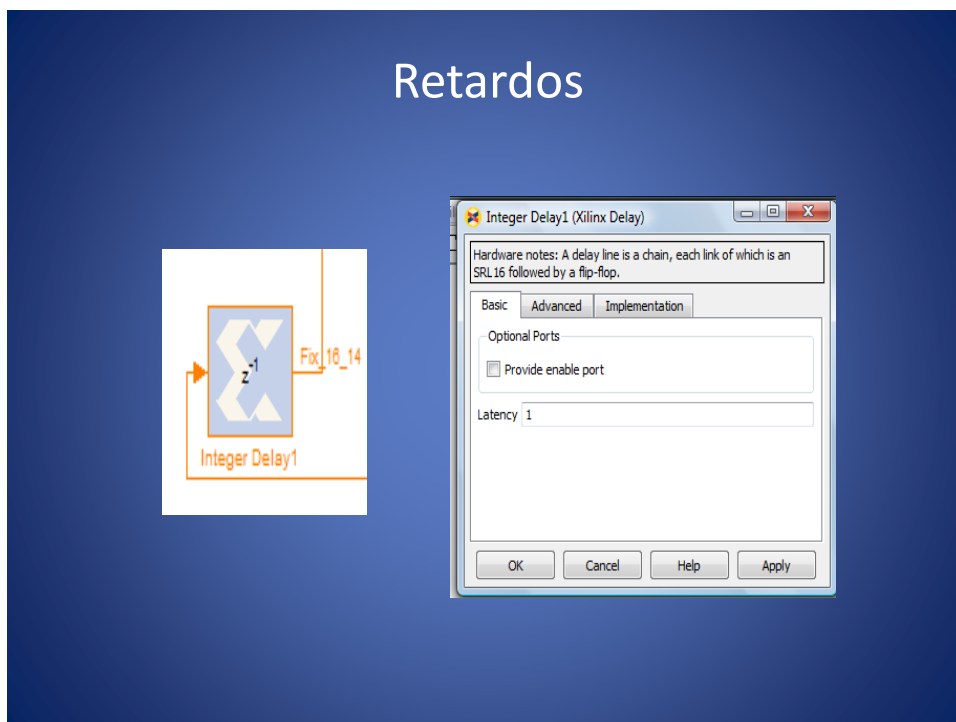 Retardos
z-1
Fix_16_14
Integer Delay1
Integer Delay1 (Xilinx Delay)
Hardware notes: A delay line is a chain, each link of which is an
SRL16 followed by a flip-flop.
Basic Advanced Implementation
Optional Ports
Provide enable port
Latency 1
OK Cancel Help Apply